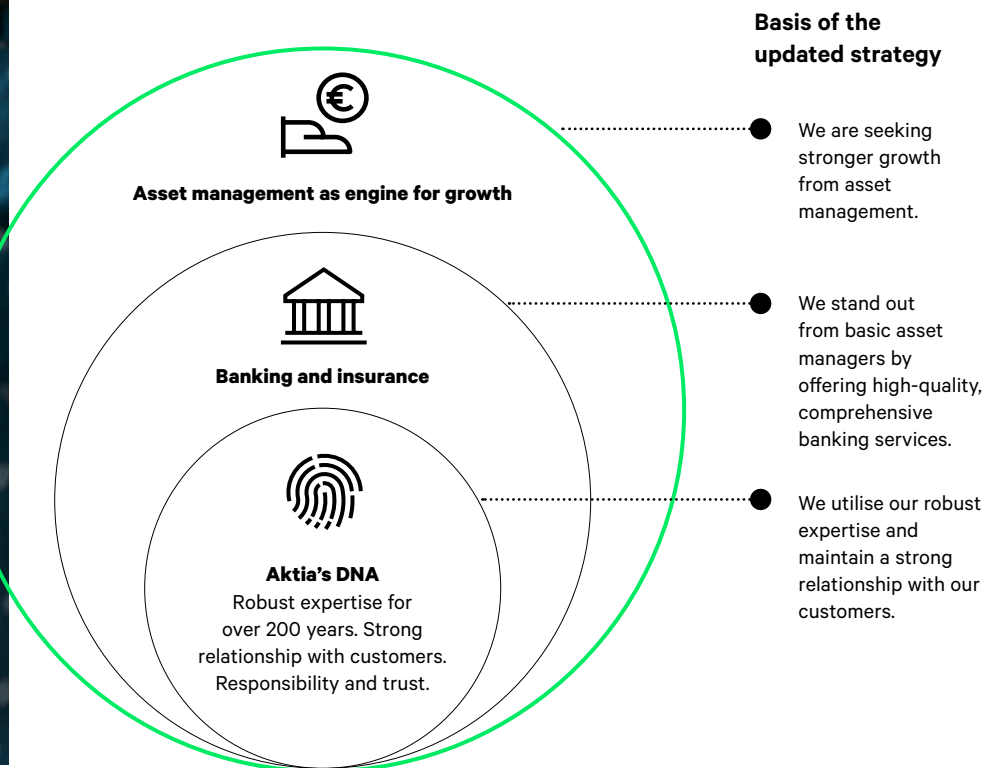 Basis of the
updated strategy
€
Asset management as engine for growth
We are seeking
stronger growth
from asset
management.
Banking and insurance
We stand out
from basic asset
managers by
offering high-quality,
comprehensive
banking services.
Aktia's DNA
Robust expertise for
over 200 years. Strong
relationship with customers.
Responsibility and trust.
We utilise our robust
expertise and
maintain a strong
relationship with our
customers.